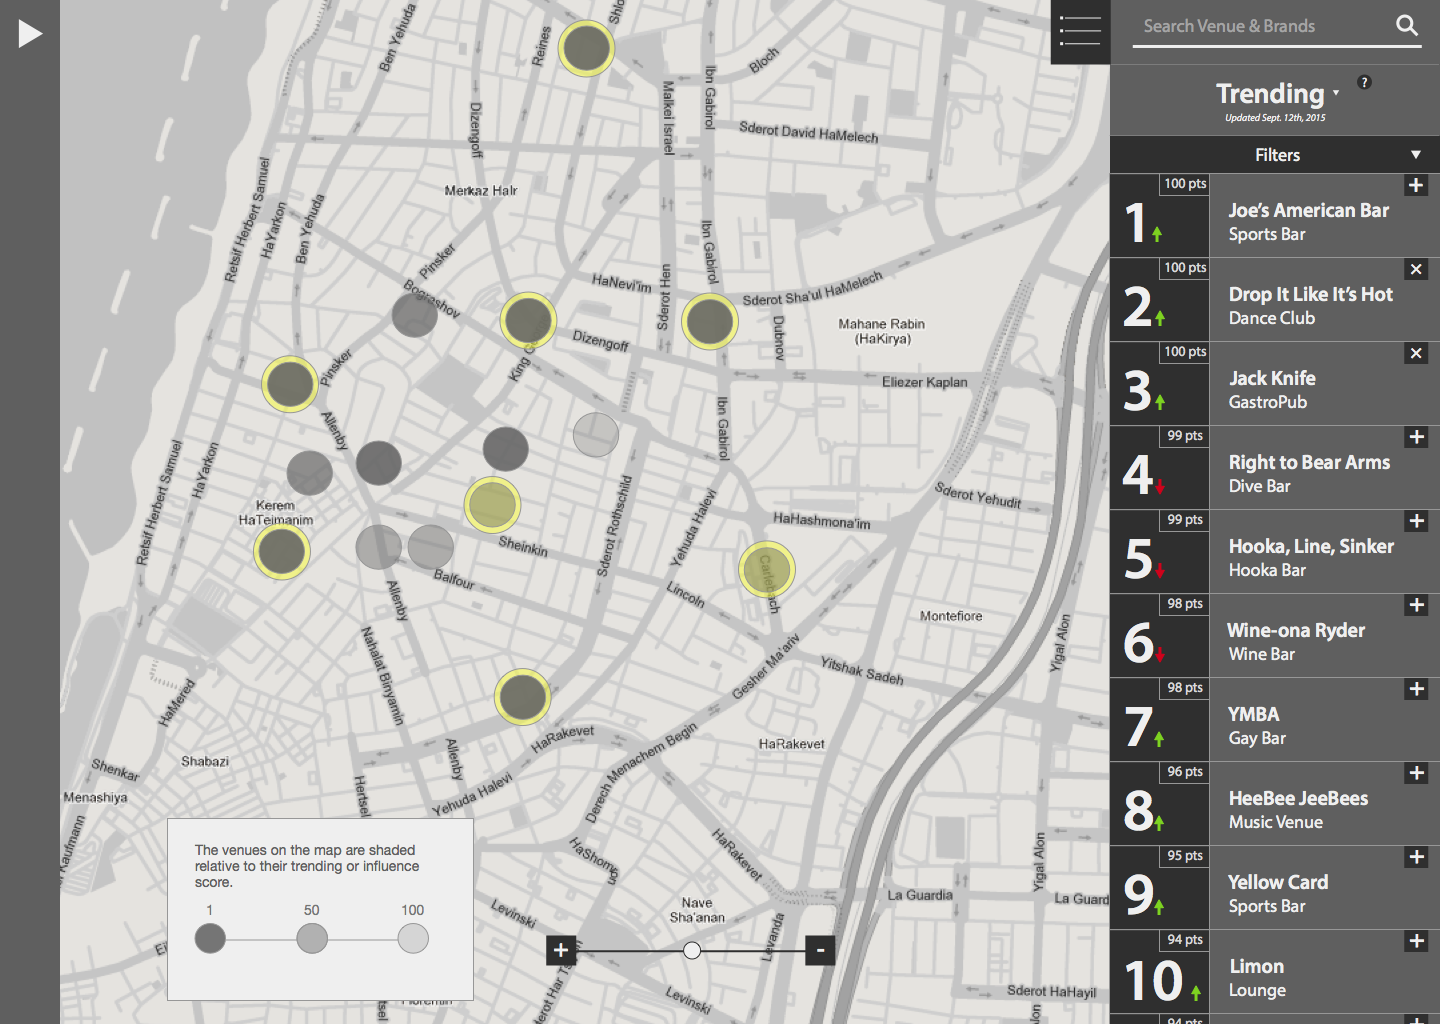 Search Venue & Brands
Trending
?
Updated Sept. 12th, 2015
Filters
100 pts
1
Joe's American Bar
Sports Bar
100 pts
2
Drop It Like It's Hot
Dance Club
100 pts
3
Jack Knife
GastroPub
99 pts
4
Right to Bear Arms
Dive Bar
99 pts
5
Hooka, Line, Sinker
Hooka Bar
98 pts
6
Wine-ona Ryder
Wine Bar
98 pts
7
YMBA
Gay Bar
96 pts
8
HeeBee JeeBees
Music Venue
95 pts
9
Yellow Card
Sports Bar
94 pts
10
Limon
Lounge
94 pts
Ben Yehuda
Reines
Bloch
Ibn Gabirol
Malkei Israel
Dizengoff
Sderot David HaMelech
Merkaz HaIr
Retsif Herbert Samuel
HaYarkon
Ben Yehuda
Pinsker
Bograshov
HaNevi'im
Ibn Gabirol
Sderot Sha'ul HaMelech
Dizengoff
Dubnov
Mahane Rabin
(HaKirya)
Pinsker
Eliezer Kaplan
Allenby
Ibn Gabirol
Retsif Herbert Samuel
HaYarkon
Kerem
HaTeimanim
Sderot Rothschild
Yehuda Halevi
Sderot Yehudit
HaHashmona'im
Sheinkin
Balfour
Lincoln
Carlebach
Allenby
Montefiore
Yigal Alon
Nahalat Binyamin
Gesher Ma'ariv
Yitshak Sadeh
HaMered
HaRakevet
Derech Menachem Begin
HaRakevet
Shabazi
Shenkar
Allenby
Menashiya
Hertsel
Yehuda Halevi
HaRakevet
Yigal Alon
La Guardia
La Guard
Levinski
Nave
Sha'anan
Levanda
Levinski
Sderot HaHayil
The venues on the map are shaded
relative to their trending or influence
score.
1 50 100
+ -